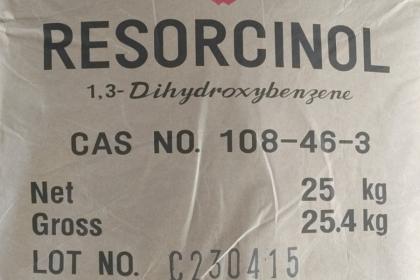 RESORCINOL
1,3-Dihydroxybenzene
CAS NO. 108-46-3
Net 25 kg
Gross 25.4 kg
LOT NO. C230415